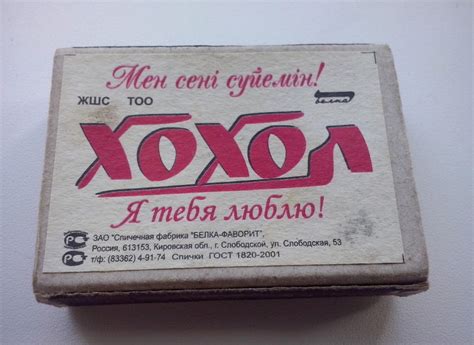 Мен сені сүйемін!
ЖШС ТОО
белка
ХОХОЛ
Я тебя люблю!
ЗАО "Спичечная фабрика "БЕЛКА-ФАВОРИТ",
Россия, 613153, Кировская обл., г. Слободской, ул. Слободская, 53
т/ф: (83362) 4-91-74 Спички ГОСТ 1820-2001